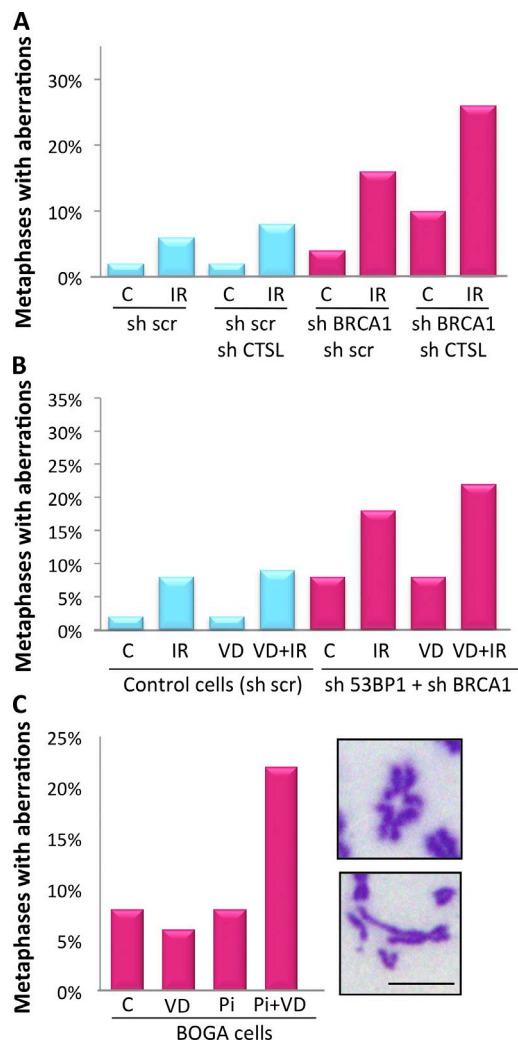 A
Metaphases with aberrations
30%
20%
10%
0%
C IR C IR C IR C IR
sh scr sh scr sh BRCA1 sh BRCA1
sh CTSL sh scr sh CTSL
B
Metaphases with aberrations
35%
30%
25%
20%
15%
10%
5%
0%
C IR VD VD+IR C IR VD VD+IR
Control cells (sh scr) sh 53BP1 + sh BRCA1
C
Metaphases with aberrations
25%
20%
15%
10%
5%
0%
C VD Pi Pi+VD
BOGA cells